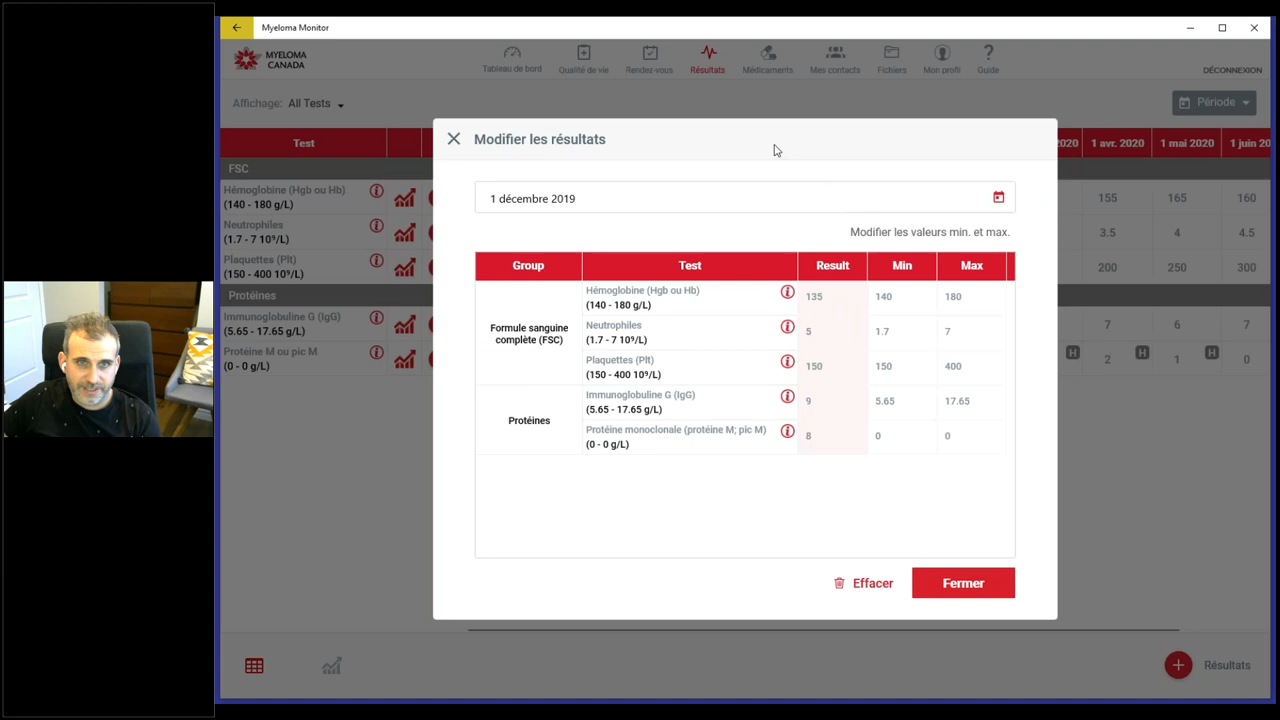 Myeloma Monitor
MYELOMA
CANADA
Tableau de bord
Qualité de vie
Rendez-vous
Résultats
Médicaments
Mes contacts
Fichiers
Mon profil
Guide
DÉCONNEXION
Affichage: All Tests
Période
Test
2020
1 avr. 2020
1 mai 2020
1 juin 20
FSC
Hémoglobine (Hgb ou Hb)
(140 - 180 g/L)
155 165 160
Neutrophiles
(1.7 - 7 10⁹/L)
3.5 4 4.5
Plaquettes (Plt)
(150 - 400 10⁹/L)
200 250 300
Protéines
Immunoglobuline G (IgG)
(5.65 - 17.65 g/L)
7 6 7
Protéine M ou pic M
(0 - 0 g/L)
H 2 H 1 H 0
Modifier les résultats
1 décembre 2019
Modifier les valeurs min. et max.
Group Test Result Min Max
Formule sanguine
complète (FSC)
Hémoglobine (Hgb ou Hb)
(140 - 180 g/L)
135 140 180
Neutrophiles
(1.7 - 7 10⁹/L)
5 1.7 7
Plaquettes (Plt)
(150 - 400 10⁹/L)
150 150 400
Protéines
Immunoglobuline G (IgG)
(5.65 - 17.65 g/L)
9 5.65 17.65
Protéine monoclonale (protéine M; pic M)
(0 - 0 g/L)
8 0 0
Effacer
Fermer
Résultats